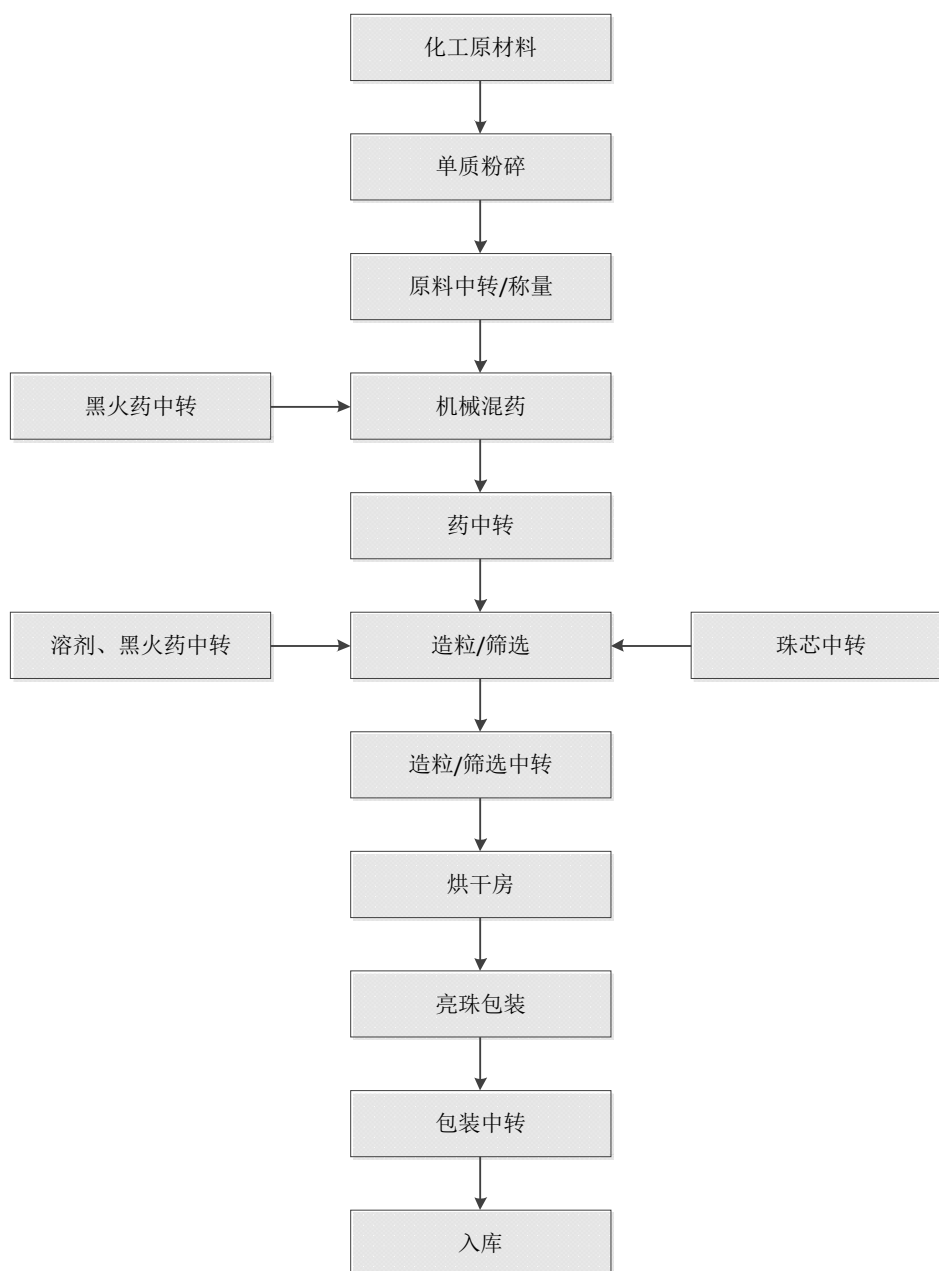 化工原材料
单质粉碎
原料中转/称量
黑火药中转
机械混药
药中转
溶剂、黑火药中转
造粒/筛选
珠芯中转
造粒/筛选中转
烘干房
亮珠包装
包装中转
入库